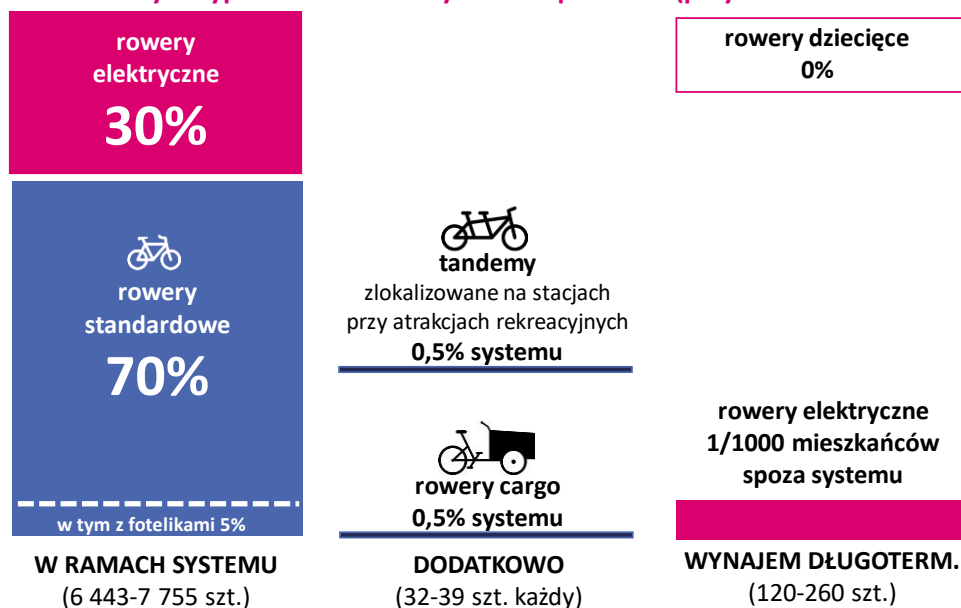 rowery
elektryczne
30%
rowery
standardowe
70%
w tym z fotelikami 5%
W RAMACH SYSTEMU
(6 443-7 755 szt.)
tandemy
zlokalizowane na stacjach
przy atrakcjach rekreacyjnych
0,5% systemu
rowery cargo
0,5% systemu
DODATKOWO
(32-39 szt. każdy)
rowery dziecięce
0%
rowery elektryczne
1/1000 mieszkańców
spoza systemu
WYNAJEM DŁUGOTERM.
(120-260 szt.)